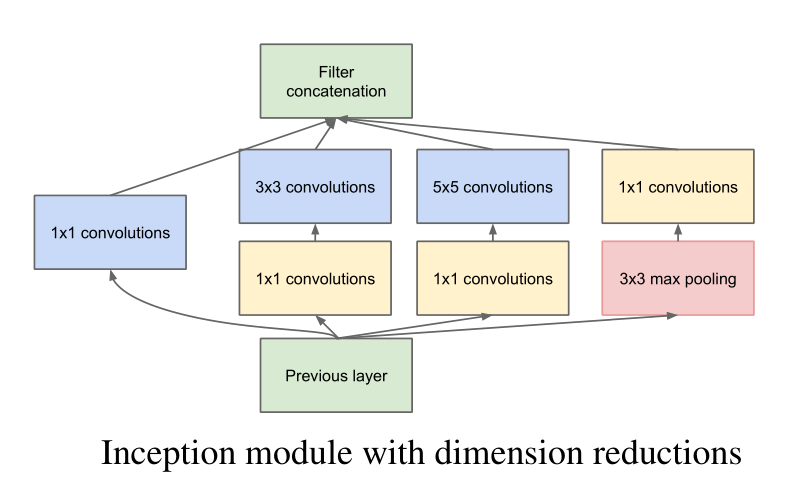 Filter
concatenation
3x3 convolutions
5x5 convolutions
1x1 convolutions
1x1 convolutions
1x1 convolutions
1x1 convolutions
3x3 max pooling
Previous layer
Inception module with dimension reductions